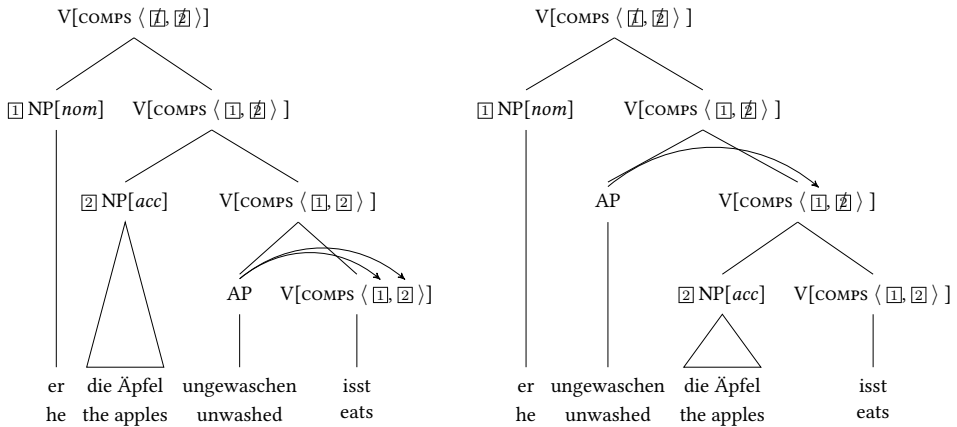 V[COMPS ⟨ 1̸, 2̸ ⟩] V[COMPS ⟨ 1̸, 2̸ ⟩]
1 NP[nom] V[COMPS ⟨ 1, 2̸ ⟩ ] 1 NP[nom] V[COMPS ⟨ 1, 2̸ ⟩ ]
2 NP[acc] V[COMPS ⟨ 1, 2 ⟩ ] AP V[COMPS ⟨ 1, 2̸ ⟩ ]
AP V[COMPS ⟨ 1, 2 ⟩] 2 NP[acc] V[COMPS ⟨ 1, 2 ⟩ ]
er die Äpfel ungewaschen isst er ungewaschen die Äpfel isst
he the apples unwashed eats he unwashed the apples eats